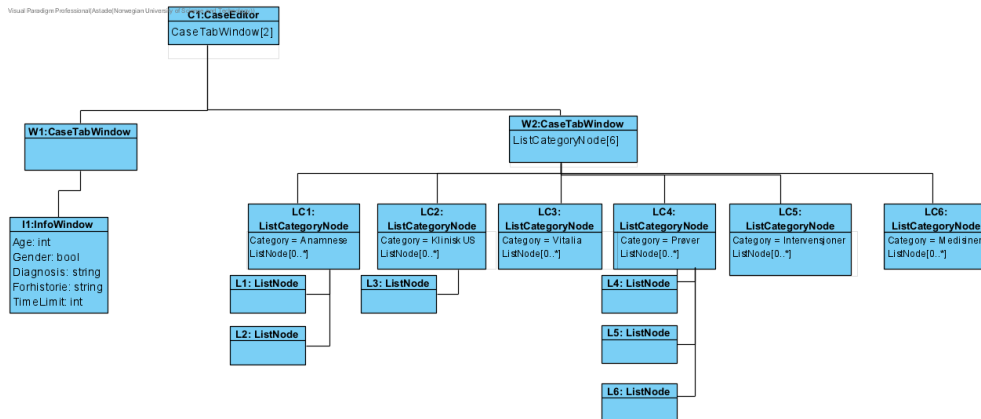 Visual Paradigm Professional(Astade(Norwegian University of
C1:CaseEditor
CaseTabWindow[2]
W1:CaseTabWindow
W2:CaseTabWindow
ListCategoryNode[6]
I1:InfoWindow
Age: int
Gender: bool
Diagnosis: string
Forhistorie: string
TimeLimit: int
LC1:
ListCategoryNode
Category = Anamnese
ListNode[0..*]
LC2:
ListCategoryNode
Category = Klinisk US
ListNode[0..*]
LC3:
ListCategoryNode
Category = Vitalia
ListNode[0..*]
LC4:
ListCategoryNode
Category = Prøver
ListNode[0..*]
LC5:
ListCategoryNode
Category = Intervensjoner
ListNode[0..*]
LC6:
ListCategoryNode
Category = Medisiner
ListNode[0..*]
L1: ListNode
L2: ListNode
L3: ListNode
L4: ListNode
L5: ListNode
L6: ListNode